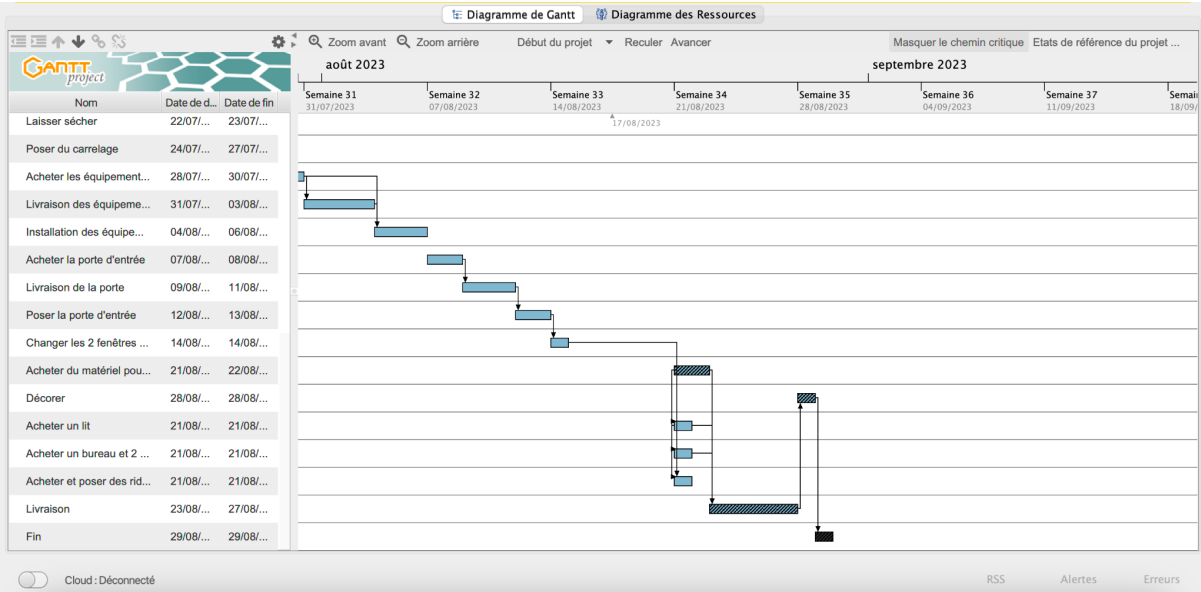 Diagramme de Gantt Diagramme des Ressources
Zoom avant Zoom arrière Début du projet Reculer Avancer Masquer le chemin critique Etats de référence du projet ...
GANTT
project
août 2023 septembre 2023
Semaine 31 Semaine 32 Semaine 33 Semaine 34 Semaine 35 Semaine 36 Semaine 37 Semai
31/07/2023 07/08/2023 14/08/2023 21/08/2023 28/08/2023 04/09/2023 11/09/2023 18/09/
Nom Date de d... Date de fin
17/08/2023
Laisser sécher 22/07/... 23/07/...
Poser du carrelage 24/07/... 27/07/...
Acheter les équipement... 28/07/... 30/07/...
Livraison des équipeme... 31/07/... 03/08/...
Installation des équipe... 04/08/... 06/08/...
Acheter la porte d'entrée 07/08/... 08/08/...
Livraison de la porte 09/08/... 11/08/...
Poser la porte d'entrée 12/08/... 13/08/...
Changer les 2 fenêtres ... 14/08/... 14/08/...
Acheter du matériel pou... 21/08/... 22/08/...
Décorer 28/08/... 28/08/...
Acheter un lit 21/08/... 21/08/...
Acheter un bureau et 2 ... 21/08/... 21/08/...
Acheter et poser des rid... 21/08/... 21/08/...
Livraison 23/08/... 27/08/...
Fin 29/08/... 29/08/...
Cloud : Déconnecté RSS Alertes Erreurs